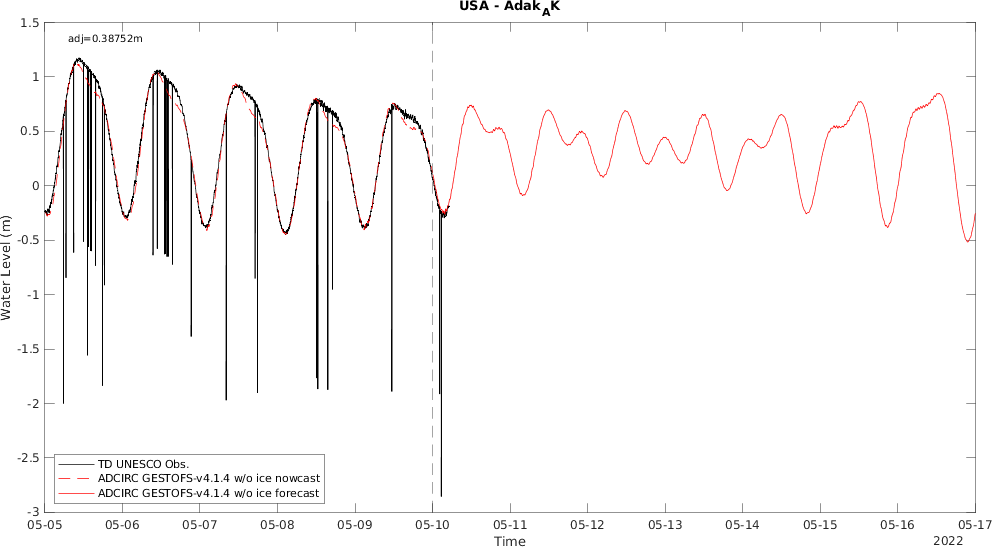 USA - Adak_AK
adj=0.38752m
1.5
1
0.5
0
-0.5
-1
-1.5
-2
-2.5
-3
Water Level (m)
TD UNESCO Obs.
ADCIRC GESTOFS-v4.1.4 w/o ice nowcast
ADCIRC GESTOFS-v4.1.4 w/o ice forecast
05-05 05-06 05-07 05-08 05-09 05-10 05-11 05-12 05-13 05-14 05-15 05-16 05-17
Time
2022